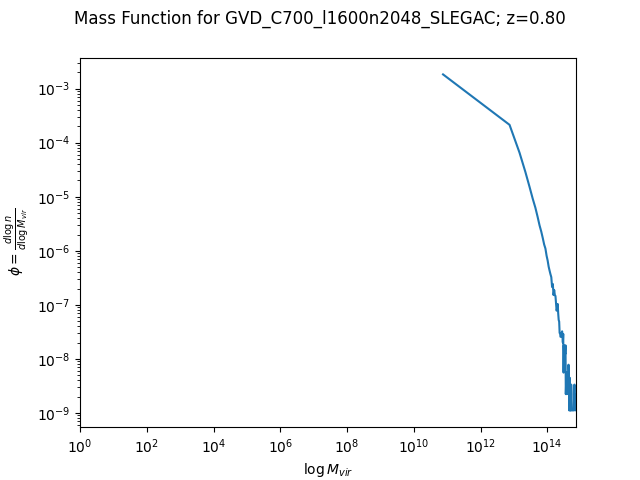 Mass Function for GVD_C700_l1600n2048_SLEGAC; z=0.80
10⁻³
10⁻⁴
10⁻⁵
10⁻⁶
10⁻⁷
10⁻⁸
10⁻⁹
ϕ = d log n / d log M_vir
10⁰ 10² 10⁴ 10⁶ 10⁸ 10¹⁰ 10¹² 10¹⁴
log M_vir